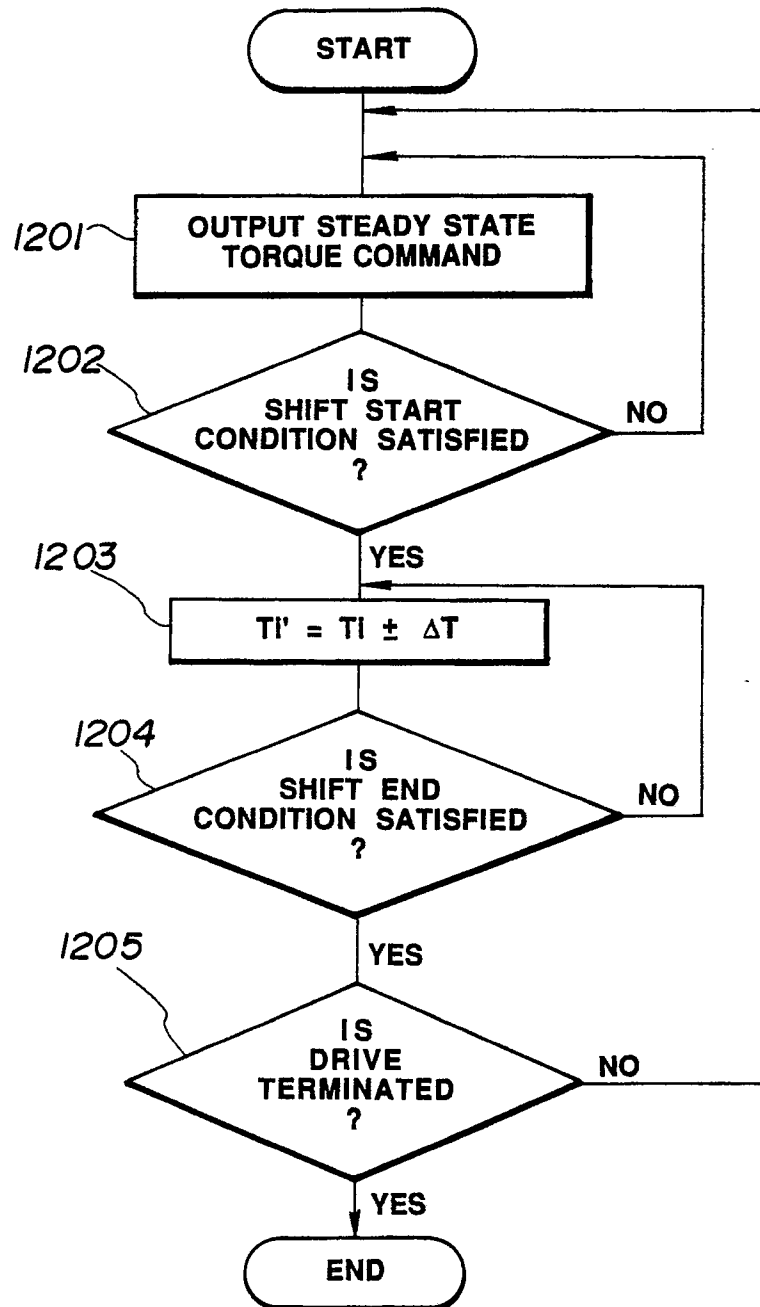 START
1201
OUTPUT STEADY STATE
TORQUE COMMAND
1202
IS
SHIFT START
CONDITION SATISFIED
?
NO
YES
1203
TI' = TI ± ΔT
1204
IS
SHIFT END
CONDITION SATISFIED
?
NO
YES
1205
IS
DRIVE
TERMINATED
?
NO
YES
END